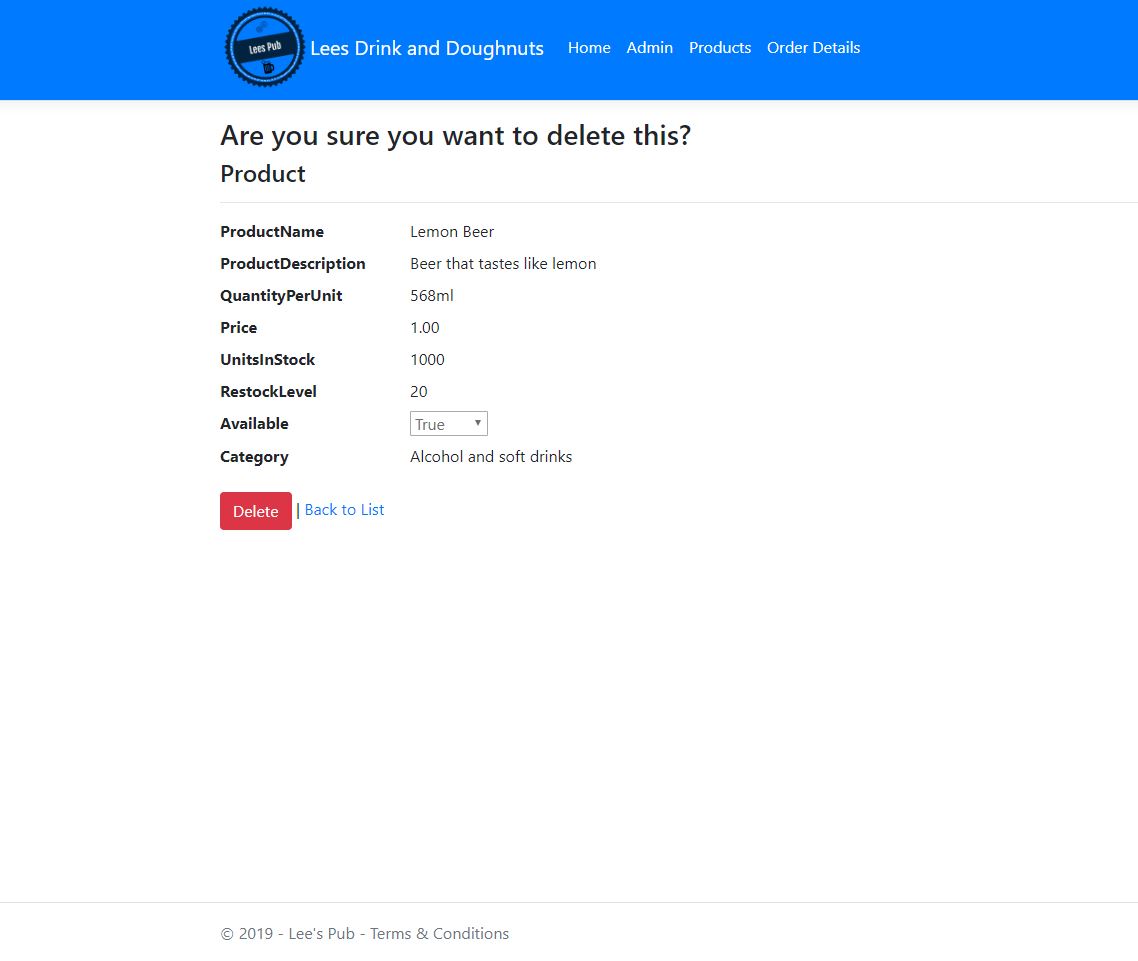 Lees Pub
Lees Drink and Doughnuts Home Admin Products Order Details
Are you sure you want to delete this?
Product
ProductName Lemon Beer
ProductDescription Beer that tastes like lemon
QuantityPerUnit 568ml
Price 1.00
UnitsInStock 1000
RestockLevel 20
Available True
Category Alcohol and soft drinks
Delete | Back to List
© 2019 - Lee's Pub - Terms & Conditions